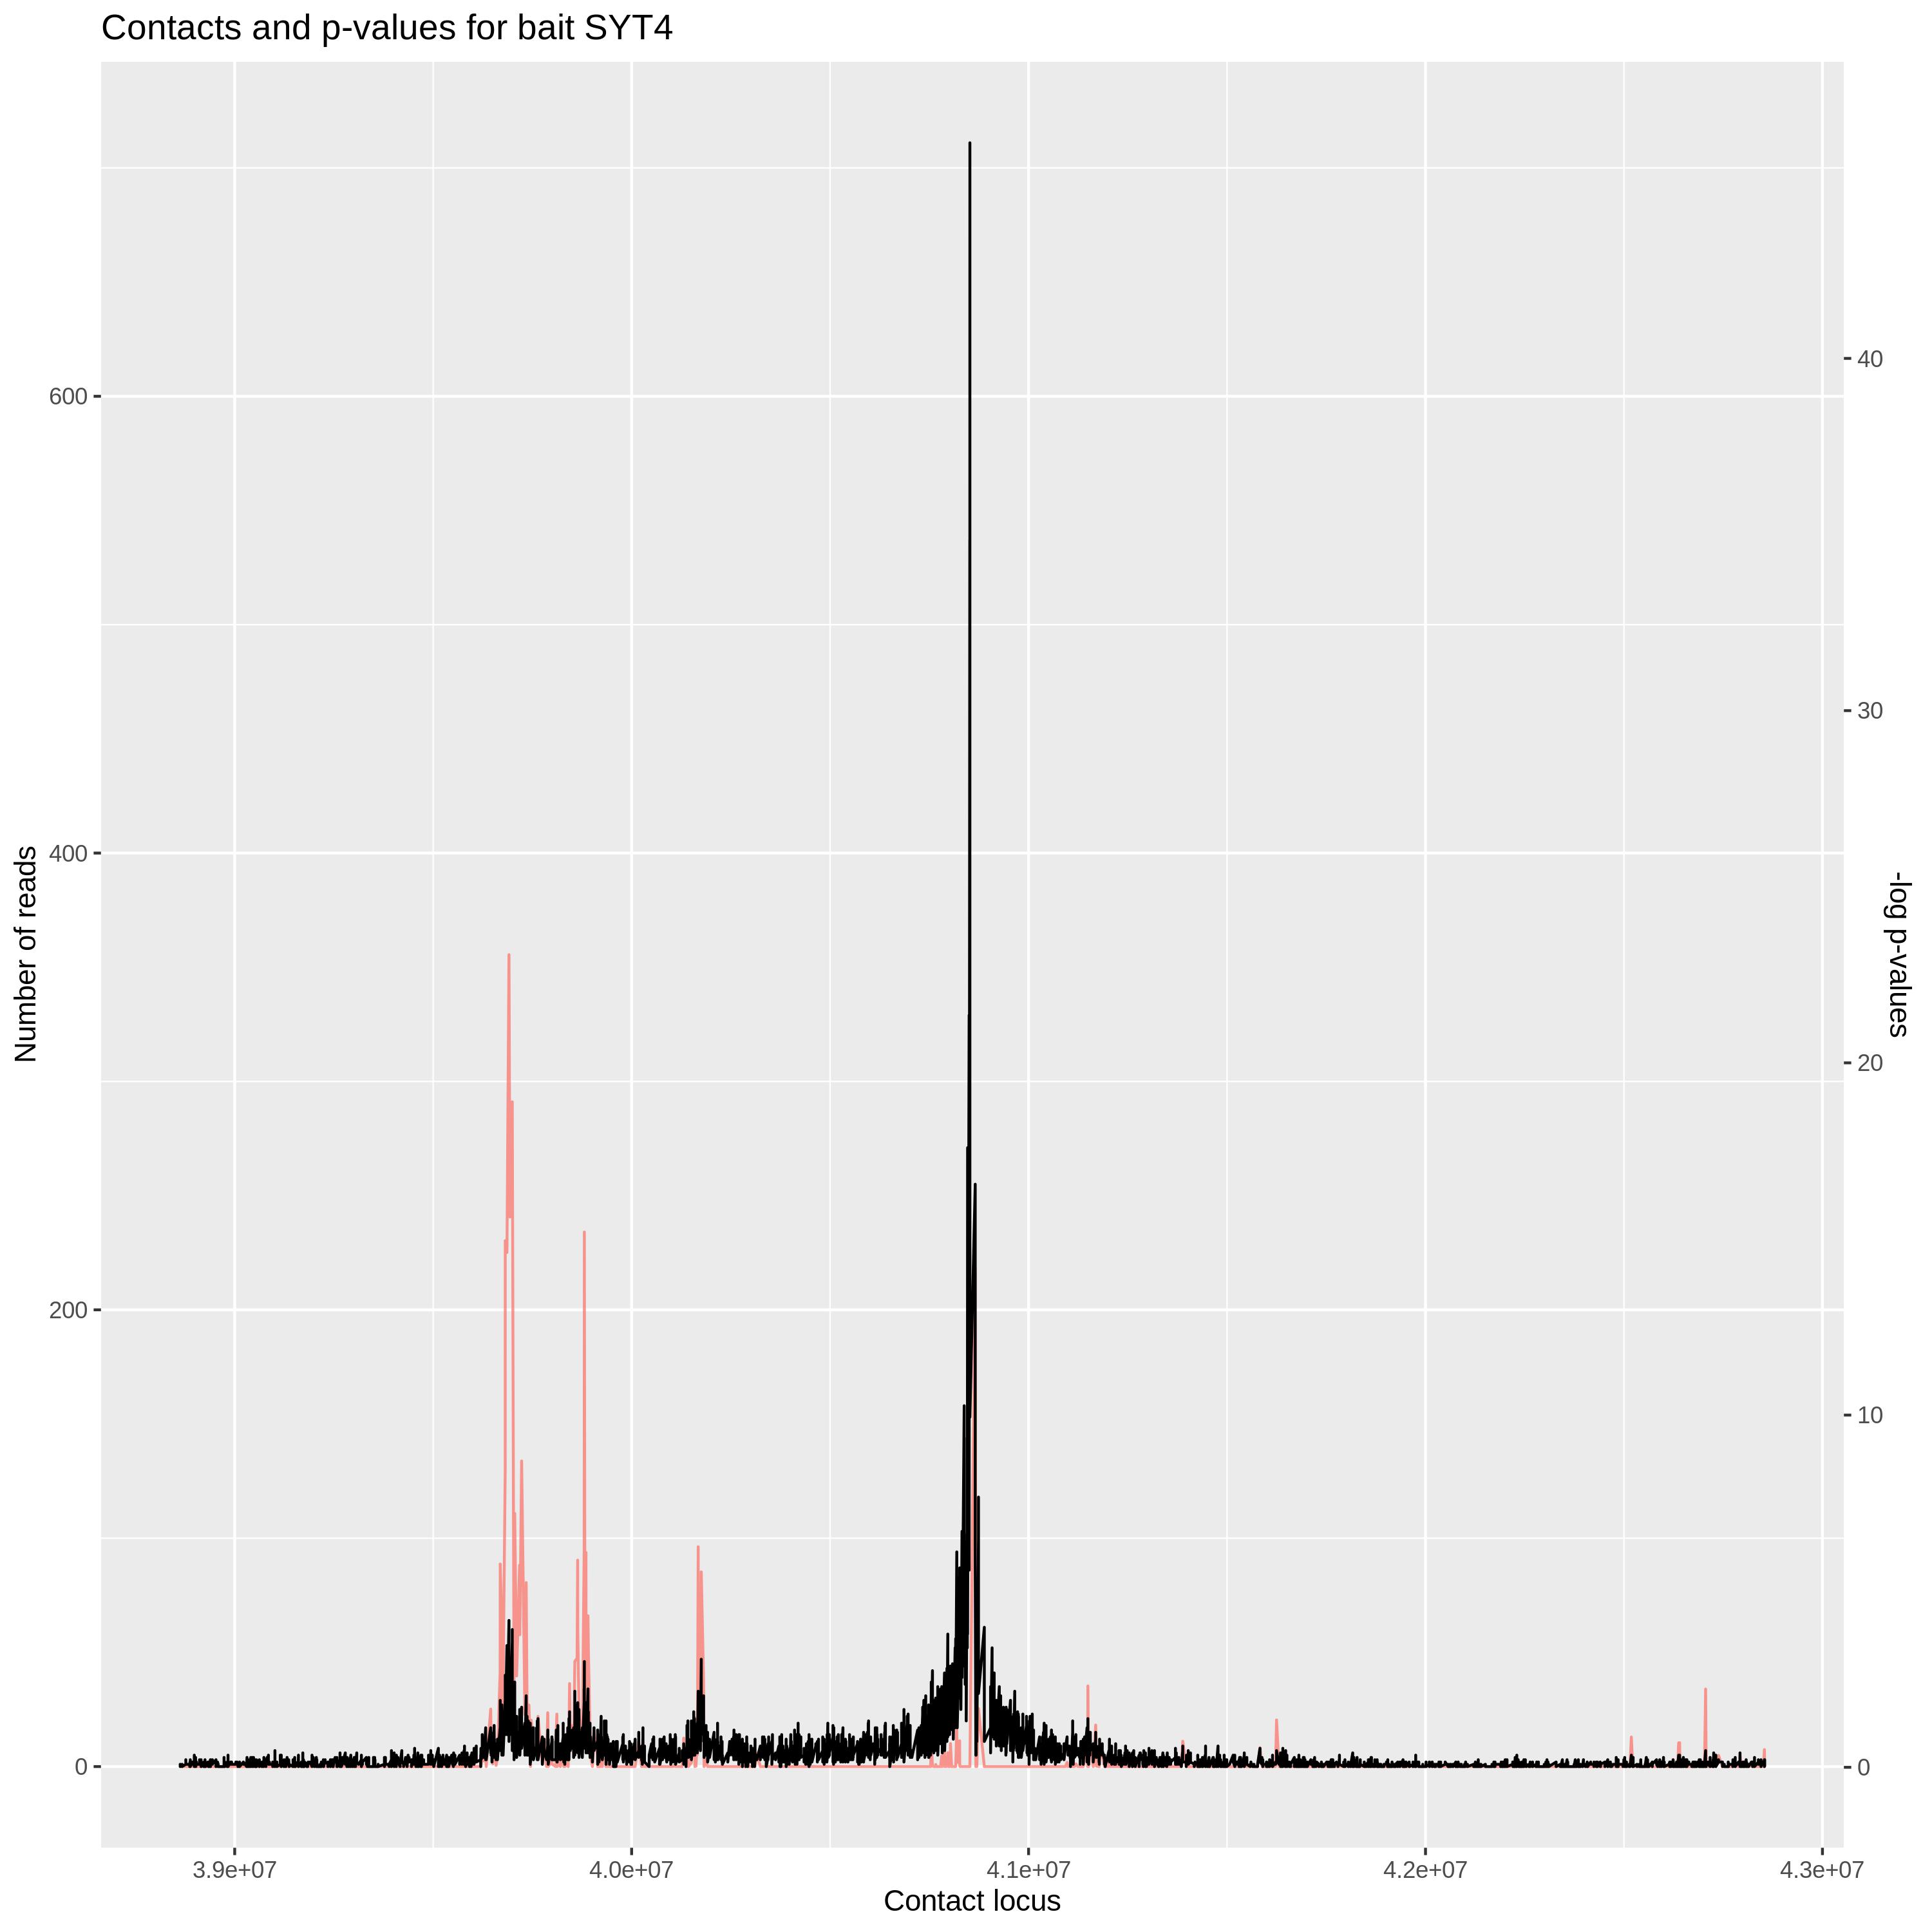 Contacts and p-values for bait SYT4
Number of reads
600
400
200
0
40
30
20
10
0
-log p-values
3.9e+07
4.0e+07
4.1e+07
4.2e+07
4.3e+07
Contact locus